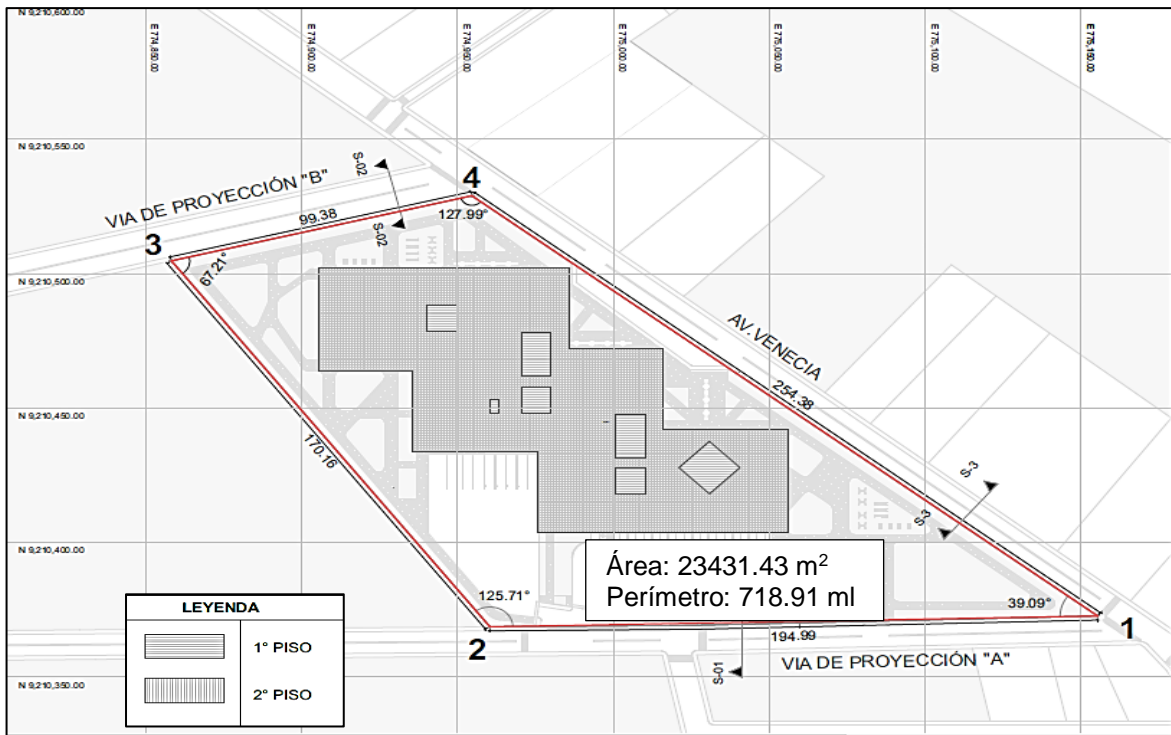 N 9,210,600.00
E 774,850.00
E 774,900.00
E 774,950.00
E 775,000.00
E 775,050.00
E 775,100.00
E 775,150.00
N 9,210,550.00
S-02
4
VIA DE PROYECCIÓN "B"
99.38
127.99°
S-02
3
67.21°
N 9,210,500.00
AV.VENECIA
254.38
N 9,210,450.00
170.16
S-3
S-3
N 9,210,400.00
Área: 23431.43 m²
Perímetro: 718.91 ml
125.71°
39.09°
1
2
194.99
VIA DE PROYECCIÓN "A"
S-01
N 9,210,350.00
LEYENDA
1° PISO
2° PISO